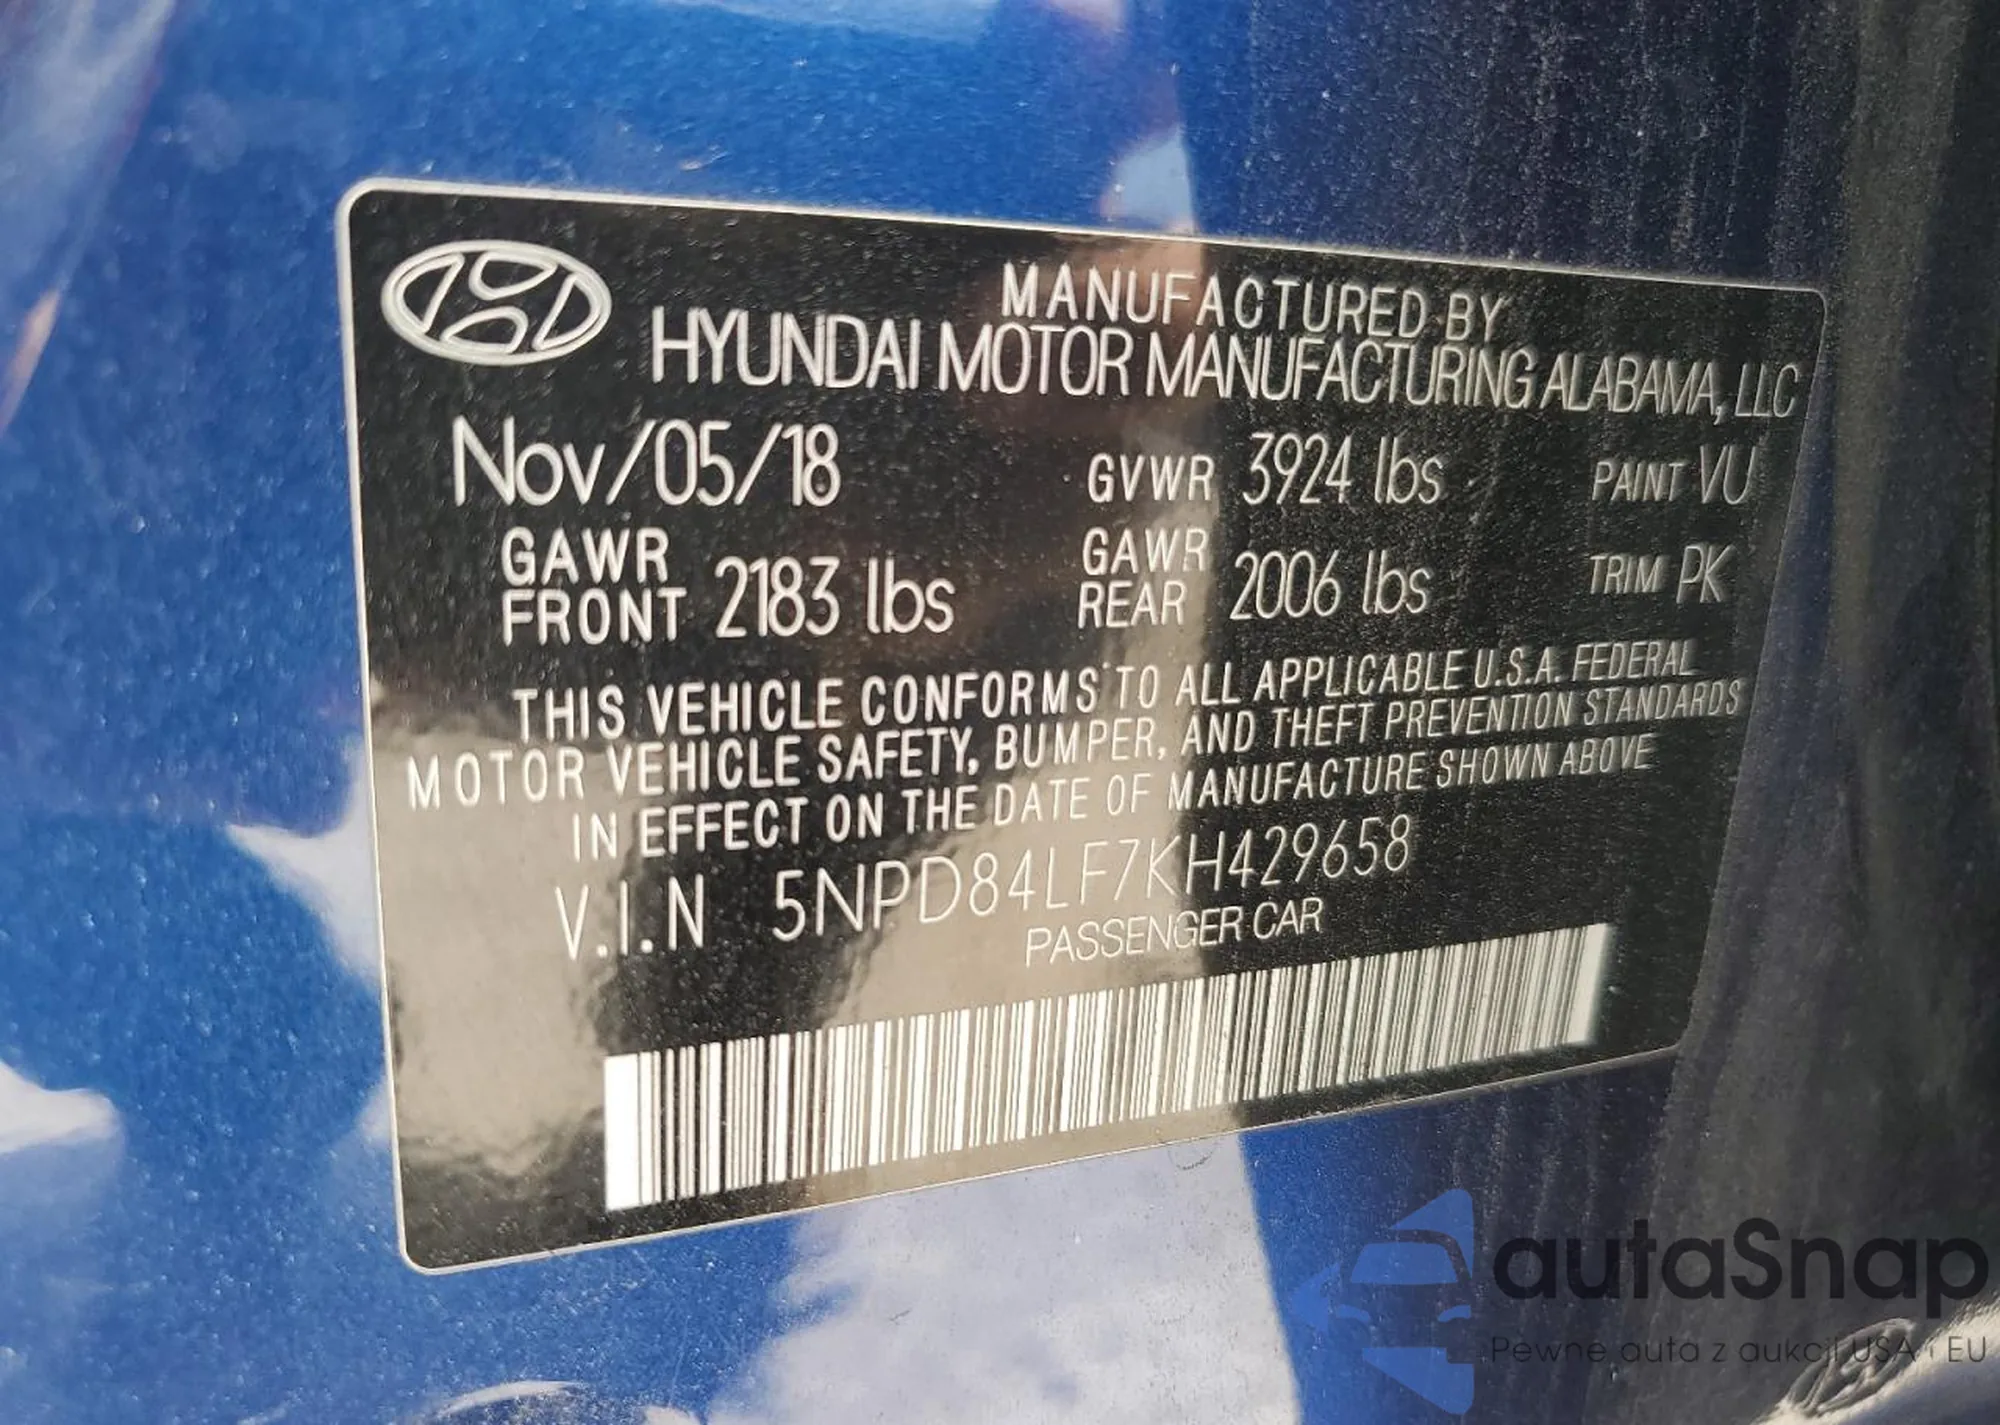 MANUFACTURED BY
HYUNDAI MOTOR MANUFACTURING ALABAMA, LLC
Nov/05/18 GVWR 3924 lbs PAINT VU
GAWR FRONT 2183 lbs GAWR REAR 2006 lbs TRIM PK
THIS VEHICLE CONFORMS TO ALL APPLICABLE U.S.A. FEDERAL
MOTOR VEHICLE SAFETY, BUMPER, AND THEFT PREVENTION STANDARDS
IN EFFECT ON THE DATE OF MANUFACTURE SHOWN ABOVE
V.I.N 5NPD84LF7KH429658
PASSENGER CAR
autaSnap
Pewne auta z aukcji USA i EU